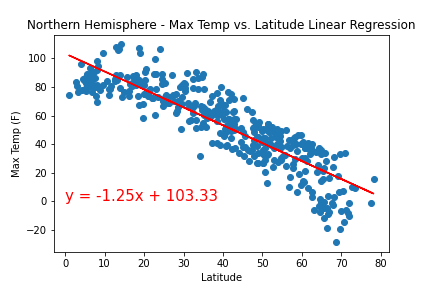 Northern Hemisphere - Max Temp vs. Latitude Linear Regression
Max Temp (F)
100
80
60
40
20
0
−20
y = -1.25x + 103.33
0 10 20 30 40 50 60 70 80
Latitude